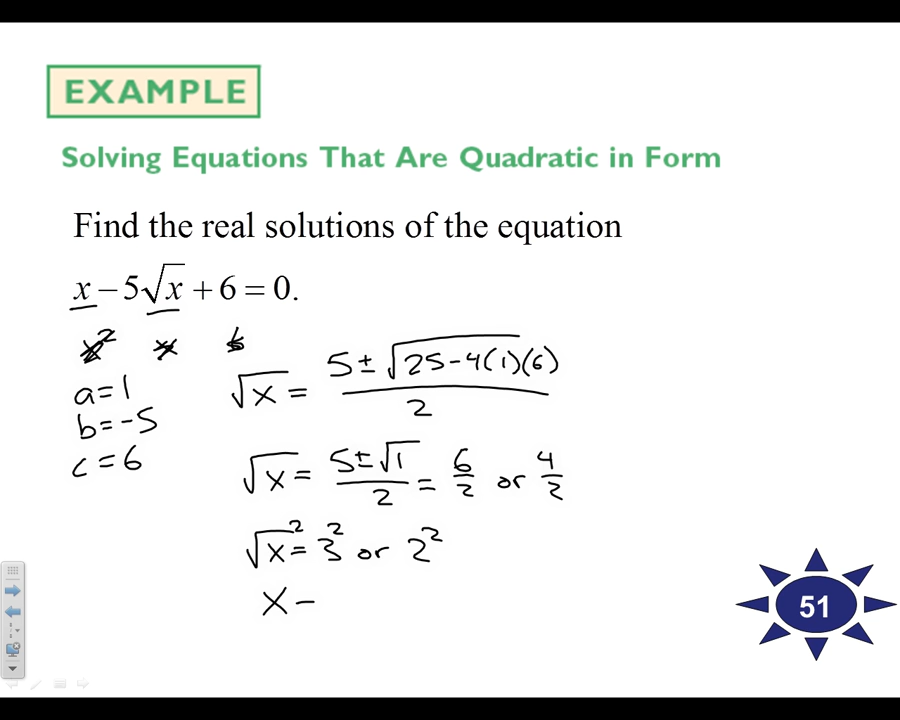 EXAMPLE
Solving Equations That Are Quadratic in Form
Find the real solutions of the equation
x − 5√x + 6 = 0.
a=1
b=-5
c=6
√x = (5 ± √(25-4(1)(6))) / 2
√x = (5 ± √1) / 2 = 6/2 or 4/2
√x² = 3² or 2²
x –
51